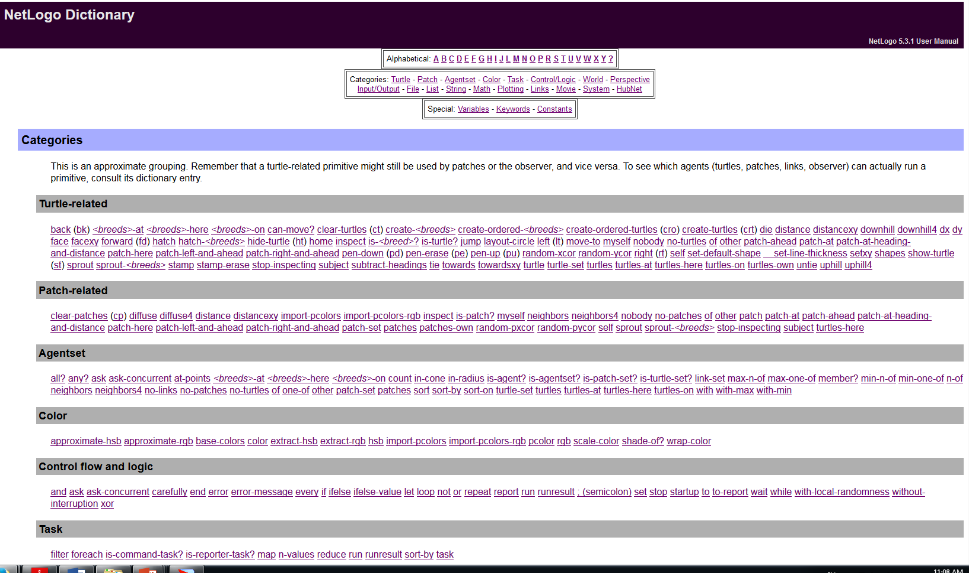 NetLogo Dictionary
NetLogo 5.3.1 User Manual
Alphabetical: A B C D E F G H I J L M N O P R S T U V W X Y ?
Categories: Turtle - Patch - Agentset - Color - Task - Control/Logic - World - Perspective
Input/Output - File - List - String - Math - Plotting - Links - Movie - System - HubNet
Special: Variables - Keywords - Constants
Categories
This is an approximate grouping. Remember that a turtle-related primitive might still be used by patches or the observer, and vice versa. To see which agents (turtles, patches, links, observer) can actually run a
primitive, consult its dictionary entry.
Turtle-related
back (bk) <breeds>-at <breeds>-here <breeds>-on can-move? clear-turtles (ct) create-<breeds> create-ordered-<breeds> create-ordered-turtles (cro) create-turtles (crt) die distance distancexy downhill downhill4 dx dy
face facexy forward (fd) hatch hatch-<breeds> hide-turtle (ht) home inspect is-<breed>? is-turtle? jump layout-circle left (lt) move-to myself nobody no-turtles of other patch-ahead patch-at patch-at-heading-
and-distance patch-here patch-left-and-ahead patch-right-and-ahead pen-down (pd) pen-erase (pe) pen-up (pu) random-xcor random-ycor right (rt) self set-default-shape __set-line-thickness setxy shapes show-turtle
(st) sprout sprout-<breeds> stamp stamp-erase stop-inspecting subject subtract-headings tie towards towardsxy turtle turtle-set turtles turtles-at turtles-here turtles-on turtles-own untie uphill uphill4
Patch-related
clear-patches (cp) diffuse diffuse4 distance distancexy import-pcolors import-pcolors-rgb inspect is-patch? myself neighbors neighbors4 nobody no-patches of other patch patch-at patch-ahead patch-at-heading-
and-distance patch-here patch-left-and-ahead patch-right-and-ahead patch-set patches patches-own random-pxcor random-pycor self sprout sprout-<breeds> stop-inspecting subject turtles-here
Agentset
all? any? ask ask-concurrent at-points <breeds>-at <breeds>-here <breeds>-on count in-cone in-radius is-agent? is-agentset? is-patch-set? is-turtle-set? link-set max-n-of max-one-of member? min-n-of min-one-of n-of
neighbors neighbors4 no-links no-patches no-turtles of one-of other patch-set patches sort sort-by sort-on turtle-set turtles turtles-at turtles-here turtles-on with with-max with-min
Color
approximate-hsb approximate-rgb base-colors color extract-hsb extract-rgb hsb import-pcolors import-pcolors-rgb pcolor rgb scale-color shade-of? wrap-color
Control flow and logic
and ask ask-concurrent carefully end error error-message every if ifelse ifelse-value let loop not or repeat report run runresult ; (semicolon) set stop startup to to-report wait while with-local-randomness without-
interruption xor
Task
filter foreach is-command-task? is-reporter-task? map n-values reduce run runresult sort-by task
11:08 AM